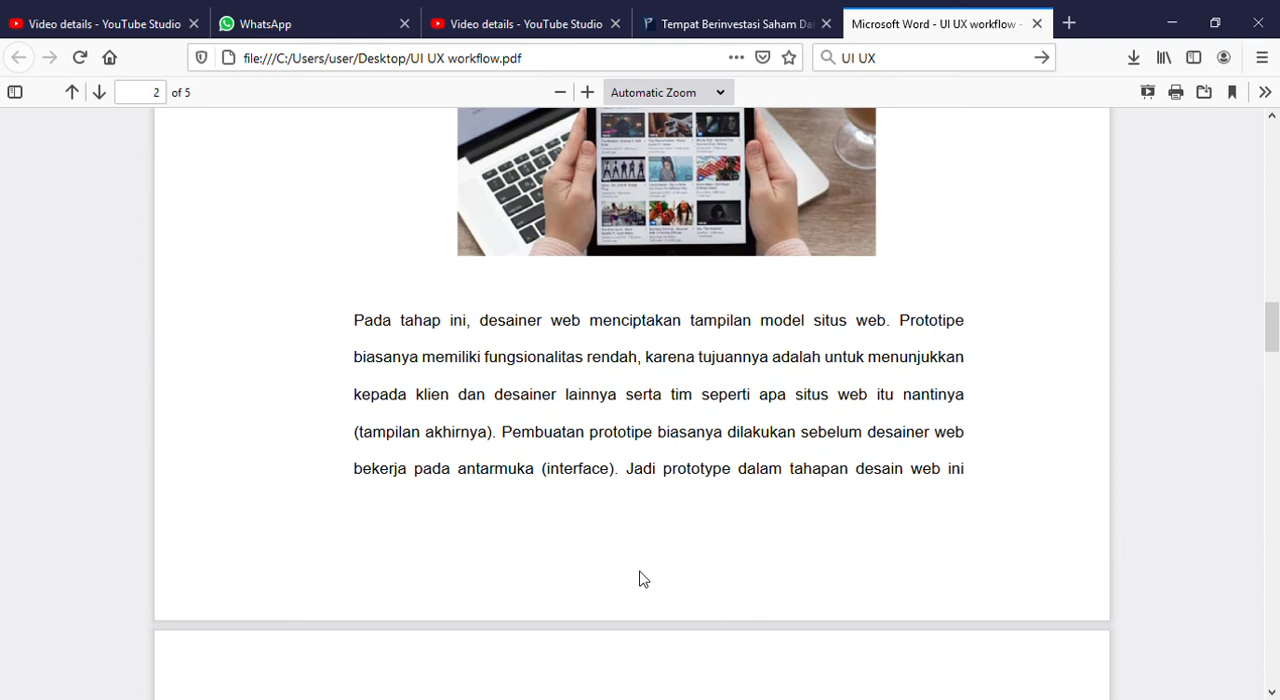 Video details - YouTube Studio
WhatsApp
Video details - YouTube Studio
Tempat Berinvestasi Saham Da
Microsoft Word - UI UX workflow -
file:///C:/Users/user/Desktop/UI UX workflow.pdf
UI UX
2 of 5
Automatic Zoom
Pada tahap ini, desainer web menciptakan tampilan model situs web. Prototipe
biasanya memiliki fungsionalitas rendah, karena tujuannya adalah untuk menunjukkan
kepada klien dan desainer lainnya serta tim seperti apa situs web itu nantinya
(tampilan akhirnya). Pembuatan prototipe biasanya dilakukan sebelum desainer web
bekerja pada antarmuka (interface). Jadi prototype dalam tahapan desain web ini